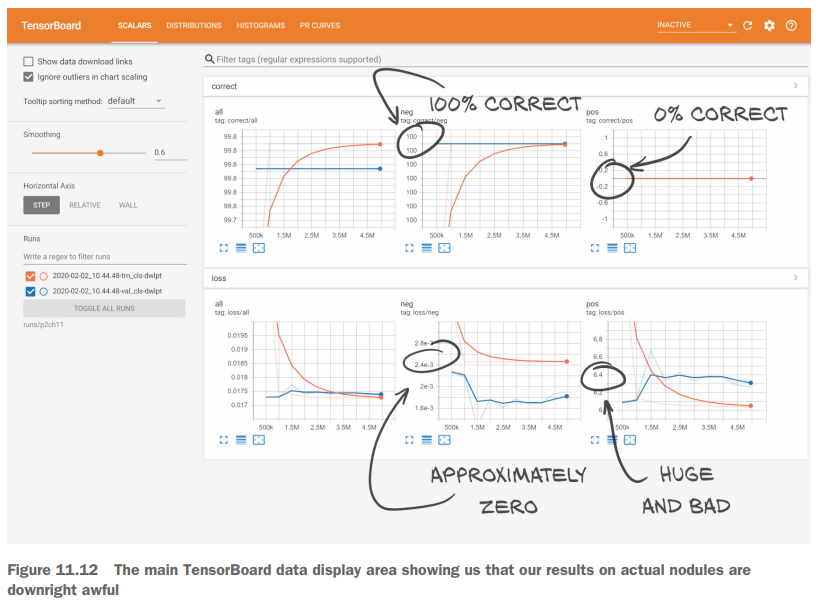 TensorBoard SCALARS DISTRIBUTIONS HISTOGRAMS PR CURVES INACTIVE
Show data download links
Ignore outliers in chart scaling
Tooltip sorting method: default
Smoothing
0.6
Horizontal Axis
STEP RELATIVE WALL
Runs
Write a regex to filter runs
2020-02-02_10.44.48-trn_cls-dwlpt
2020-02-02_10.44.48-val_cls-dwlpt
TOGGLE ALL RUNS
runs/p2ch11
Filter tags (regular expressions supported)
correct 3
100% CORRECT
0% CORRECT
all
tag: correct/all
99.8
99.8
99.8
99.8
99.8
99.8
99.7
500k 1.5M 2.5M 3.5M 4.5M
neg
tag: correct/neg
100
100
100
100
100
100
100
500k 1.5M 2.5M 3.5M 4.5M
pos
tag: correct/pos
1
0.6
0.2
-0.2
-0.6
-1
500k 1.5M 2.5M 3.5M 4.5M
loss 3
all
tag: loss/all
0.0195
0.019
0.0185
0.018
0.0175
0.017
500k 1.5M 2.5M 3.5M 4.5M
neg
tag: loss/neg
2.8e-3
2.4e-3
2e-3
1.6e-3
500k 1.5M 2.5M 3.5M 4.5M
pos
tag: loss/pos
6.8
6.6
6.4
6.2
6
500k 1.5M 2.5M 3.5M 4.5M
APPROXIMATELY
ZERO
HUGE
AND BAD
Figure 11.12 The main TensorBoard data display area showing us that our results on actual nodules are
downright awful